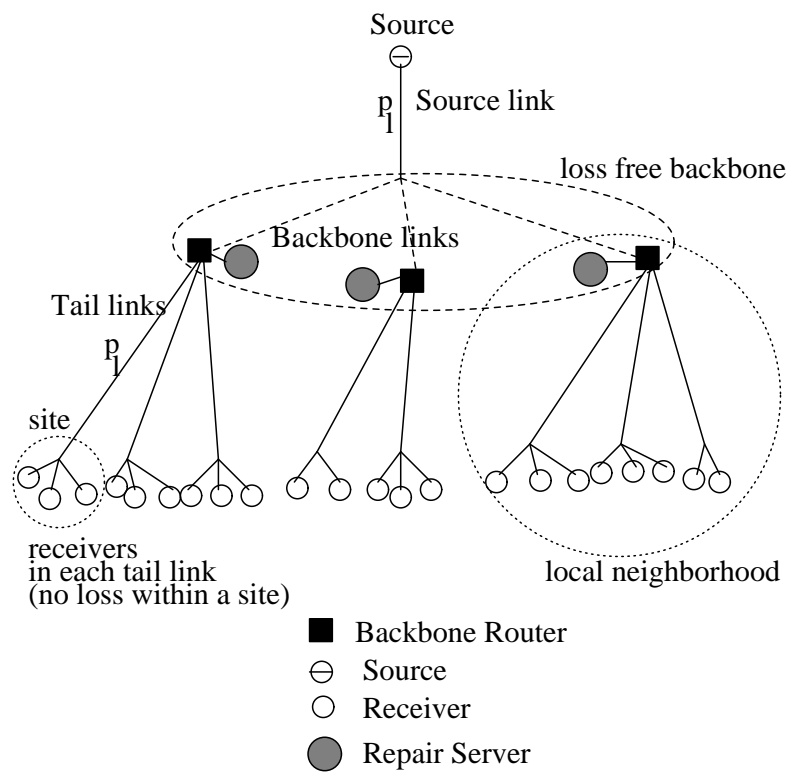 Source
p
l
Source link
loss free backbone
Backbone links
Tail links
p
l
site
receivers
in each tail link
(no loss within a site)
local neighborhood
Backbone Router
Source
Receiver
Repair Server